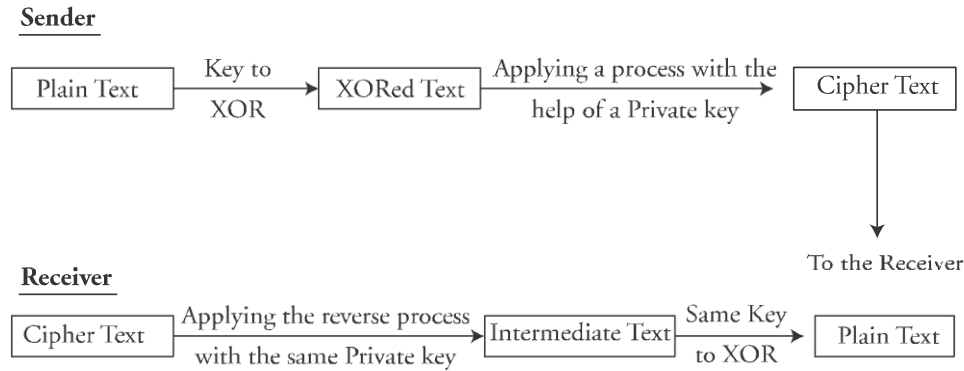 Sender
Plain Text
Key to
XOR
XORed Text
Applying a process with the
help of a Private key
Cipher Text
To the Receiver
Receiver
Cipher Text
Applying the reverse process
with the same Private key
Intermediate Text
Same Key
to XOR
Plain Text